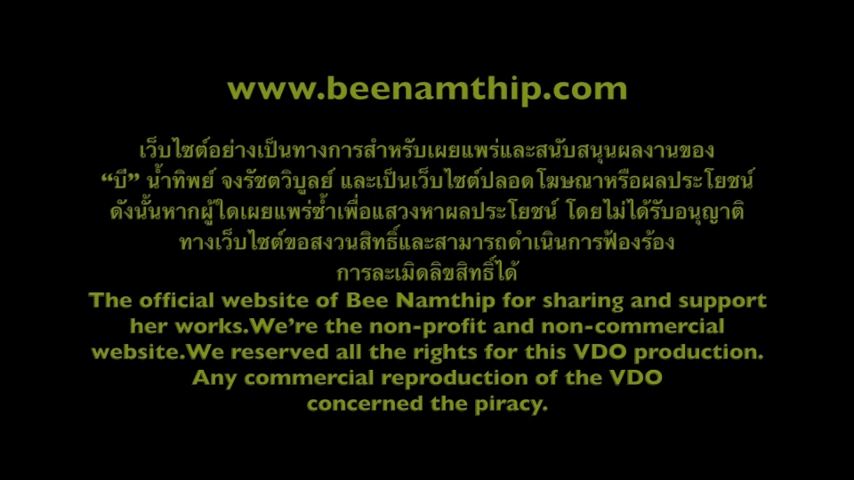 www.beenamthip.com
เว็บไซต์อย่างเป็นทางการสำหรับเผยแพร่และสนับสนุนผลงานของ
“บี” น้ำทิพย์ จงรัชตวิบูลย์ และเป็นเว็บไซต์ปลอดโฆษณาหรือผลประโยชน์
ดังนั้นหากผู้ใดเผยแพร่ซ้ำเพื่อแสวงหาผลประโยชน์ โดยไม่ได้รับอนุญาติ
ทางเว็บไซต์ขอสงวนสิทธิ์และสามารถดำเนินการฟ้องร้อง
การละเมิดลิขสิทธิ์ได้
The official website of Bee Namthip for sharing and support
her works.We’re the non-profit and non-commercial
website.We reserved all the rights for this VDO production.
Any commercial reproduction of the VDO
concerned the piracy.